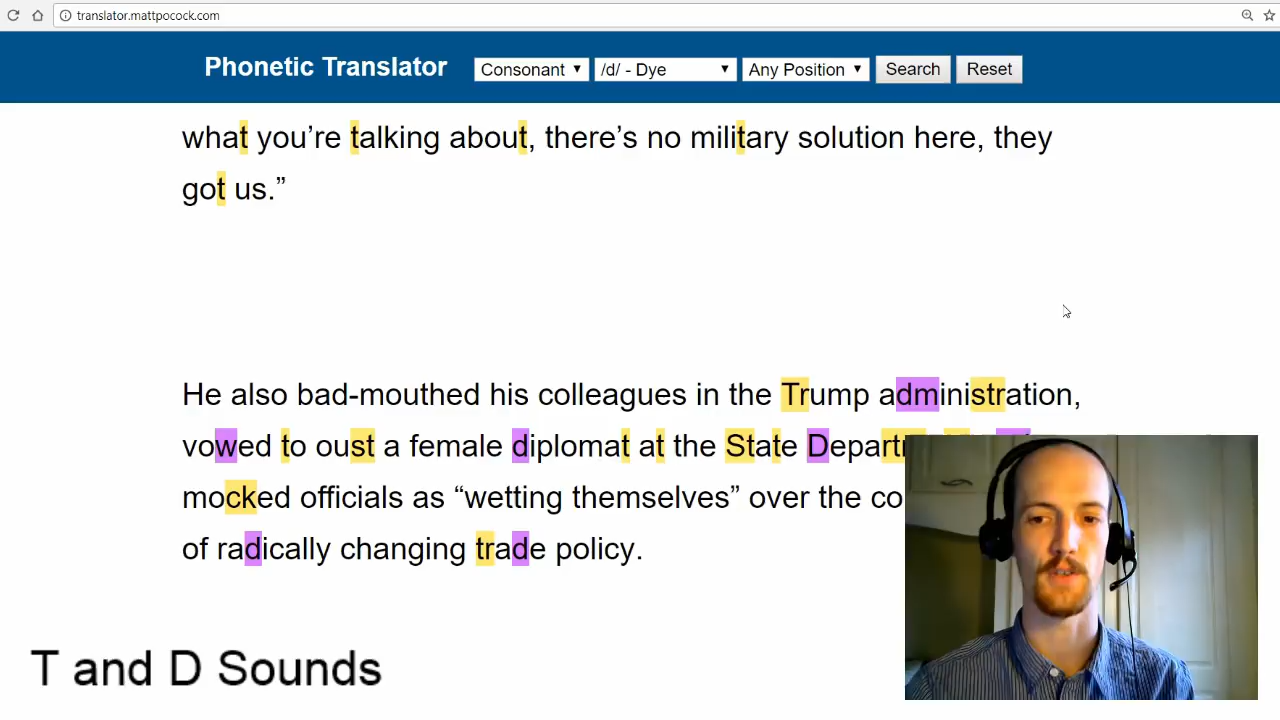 translator.mattpocock.com
Phonetic Translator Consonant /d/ - Dye Any Position Search Reset
what you’re talking about, there’s no military solution here, they
got us.”
He also bad-mouthed his colleagues in the Trump administration,
vowed to oust a female diplomat at the State
mocked officials as “wetting themselves” over the
of radically changing trade policy.
T and D Sounds